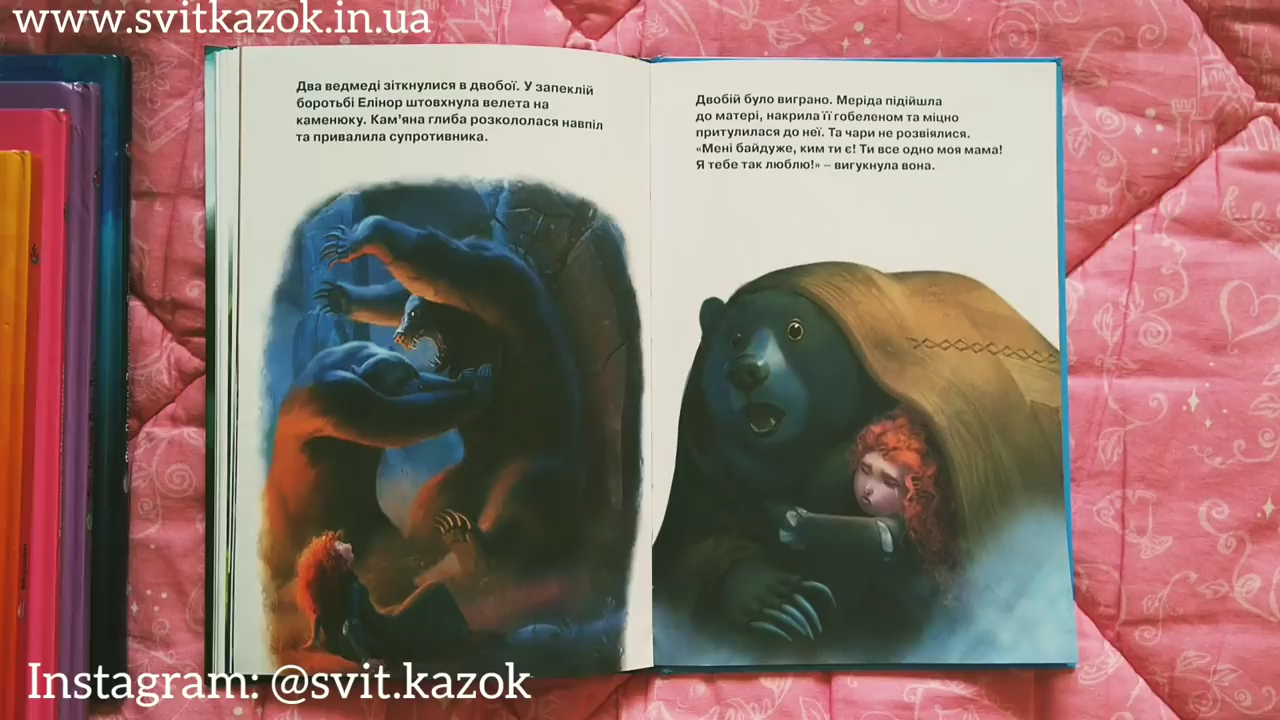 www.svitkazok.in.ua
Два ведмеді зіткнулися в двобої. У запеклій
боротьбі Елінор штовхнула велета на
каменюку. Кам’яна глиба розкололася навпіл
та привалила супротивника.
Двобій було виграно. Меріда підійшла
до матері, накрила її гобеленом та міцно
притулилася до неї. Та чари не розвіялися.
«Мені байдуже, ким ти є! Ти все одно моя мама!
Я тебе так люблю!» – вигукнула вона.
Instagram: @svit.kazok